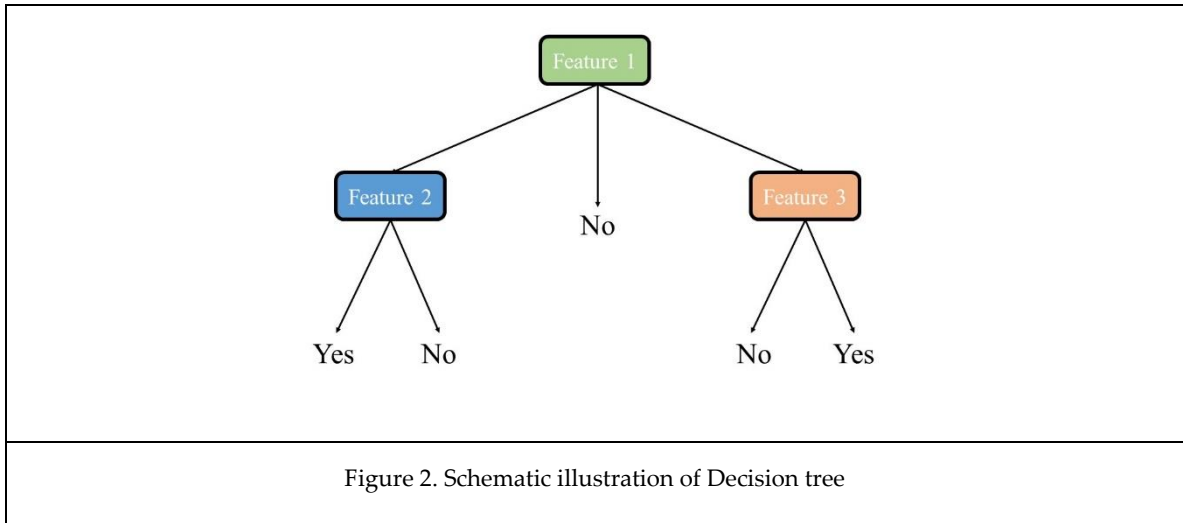 Feature 1
Feature 2
No
Feature 3
Yes
No
No
Yes
Figure 2. Schematic illustration of Decision tree